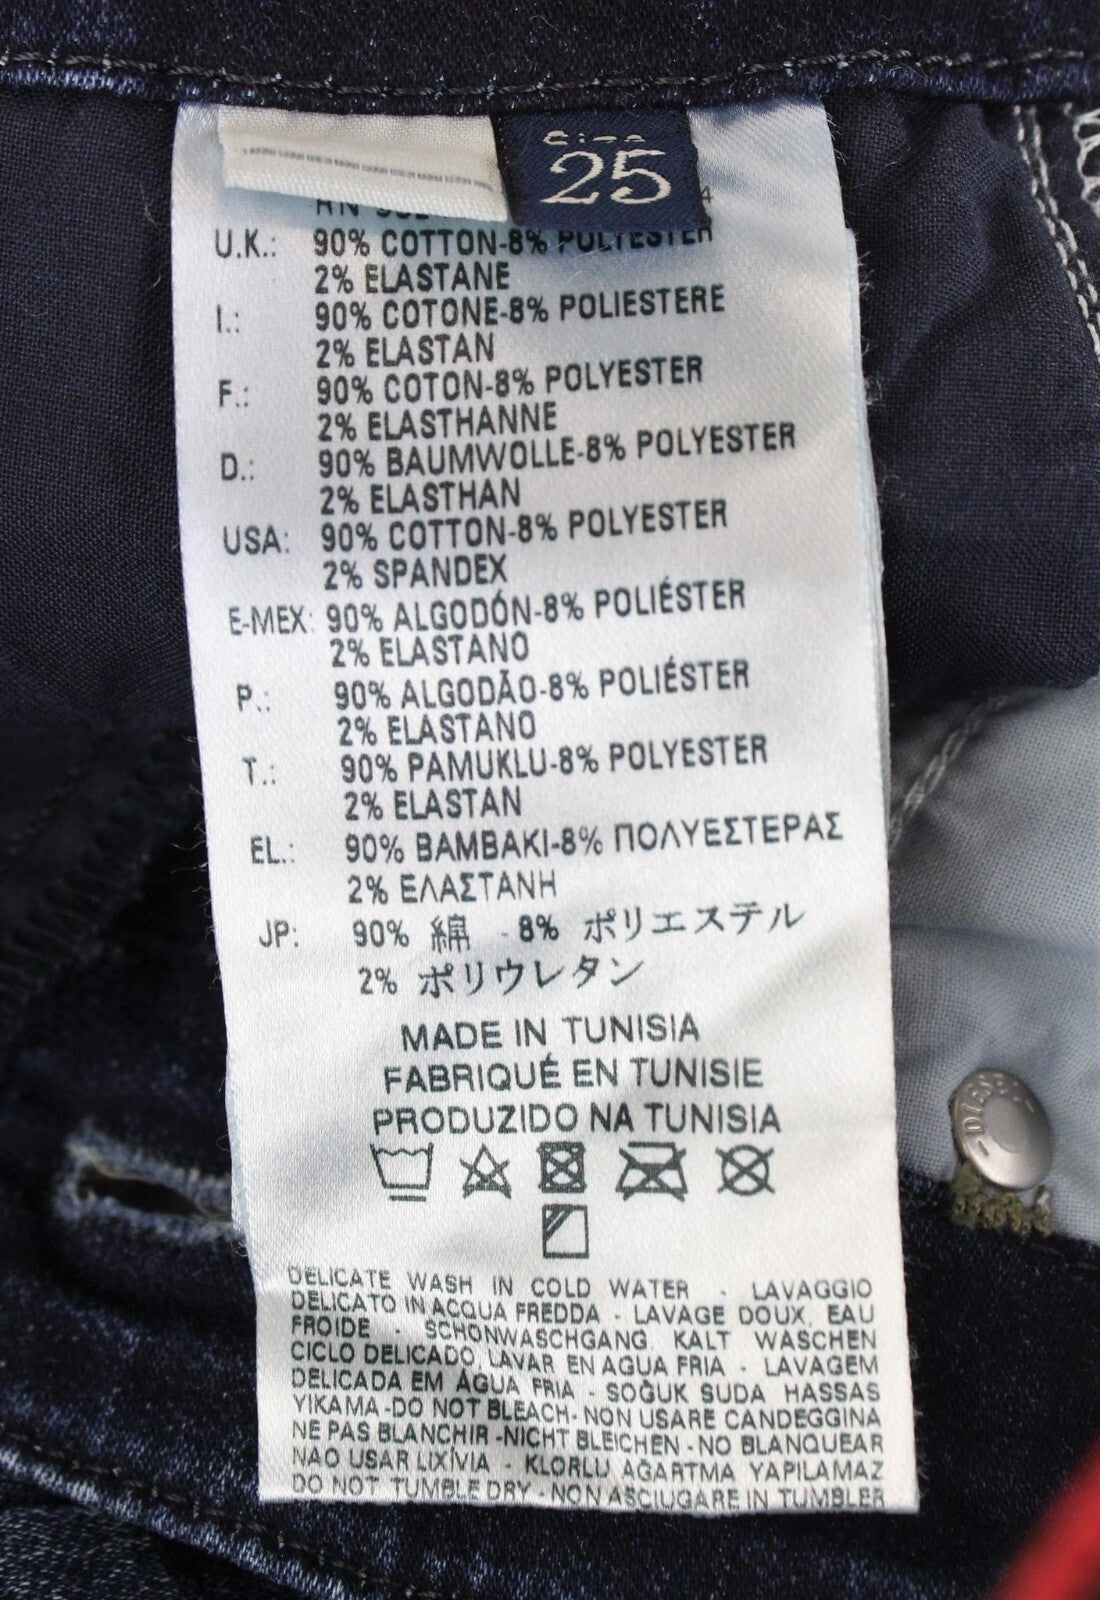 Size
25
U.K.: 90% COTTON-8% POLYESTER
2% ELASTANE
I.: 90% COTONE-8% POLIESTERE
2% ELASTAN
F.: 90% COTON-8% POLYESTER
2% ELASTHANNE
D.: 90% BAUMWOLLE-8% POLYESTER
2% ELASTHAN
USA: 90% COTTON-8% POLYESTER
2% SPANDEX
E-MEX: 90% ALGODÓN-8% POLIÉSTER
2% ELASTANO
P.: 90% ALGODÃO-8% POLIÉSTER
2% ELASTANO
T.: 90% PAMUKLU-8% POLYESTER
2% ELASTAN
EL.: 90% BAMBAKI-8% ΠΟΛΥΕΣΤΕΡΑΣ
2% ΕΛΑΣΤΑΝΗ
JP: 90% 綿 - 8% ポリエステル
2% ポリウレタン
MADE IN TUNISIA
FABRIQUÉ EN TUNISIE
PRODUZIDO NA TUNISIA
DIESEL
DELICATE WASH IN COLD WATER - LAVAGGIO
DELICATO IN ACQUA FREDDA - LAVAGE DOUX, EAU
FROIDE - SCHONWASCHGANG, KALT WASCHEN
CICLO DELICADO, LAVAR EN AGUA FRIA - LAVAGEM
DELICADA EM ÁGUA FRIA - SOĞUK SUDA HASSAS
YIKAMA -DO NOT BLEACH- NON USARE CANDEGGINA
NE PAS BLANCHIR -NICHT BLEICHEN - NO BLANQUEAR
NAO USAR LIXÍVIA - KLORLU AĞARTMA YAPILAMAZ
DO NOT TUMBLE DRY - NON ASCIUGARE IN TUMBLER